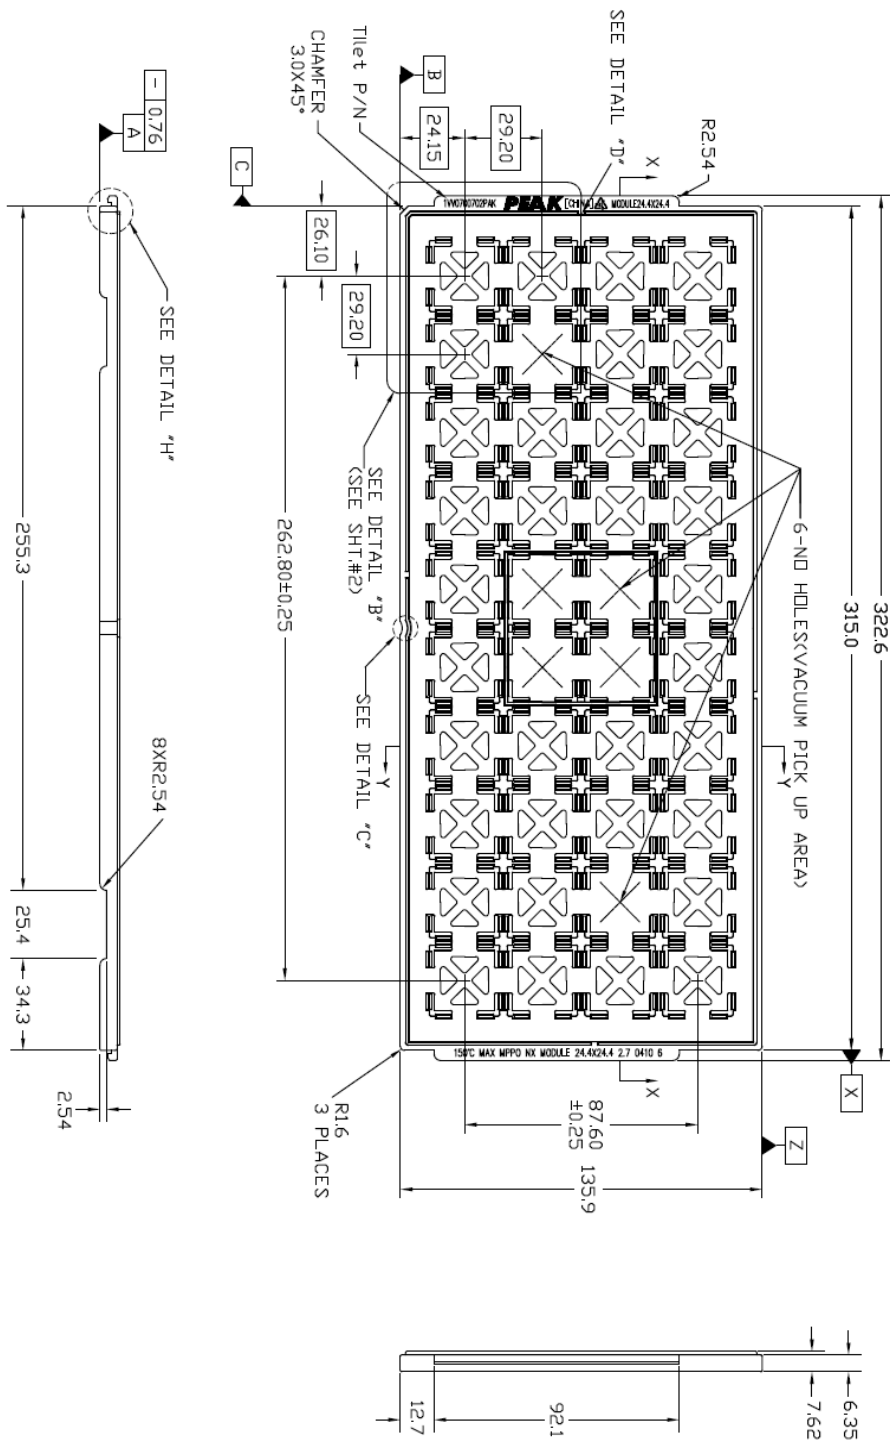 SEE DETAIL "D"
R2.54
X
322.6
315.0
B
Tilet P/N
CHAMFER
3.0X45°
24.15
29.20
- 0.76
A
C
1VV0700702PAK PEAK [CHINA] MODULE24.4X24.4
26.10
29.20
SEE DETAIL "H"
SEE DETAIL "B"
(SEE SHT.#2)
6-NO HOLES(VACUUM PICK UP AREA)
262.80±0.25
255.3
SEE DETAIL "C"
Y
Y
8XR2.54
25.4
34.3
2.54
150°C MAX MPPO NX MODULE 24.4X24.4 2.7 0410 6
X
X
Z
R1.6
3 PLACES
87.60
±0.25
135.9
6.35
7.62
92.1
12.7